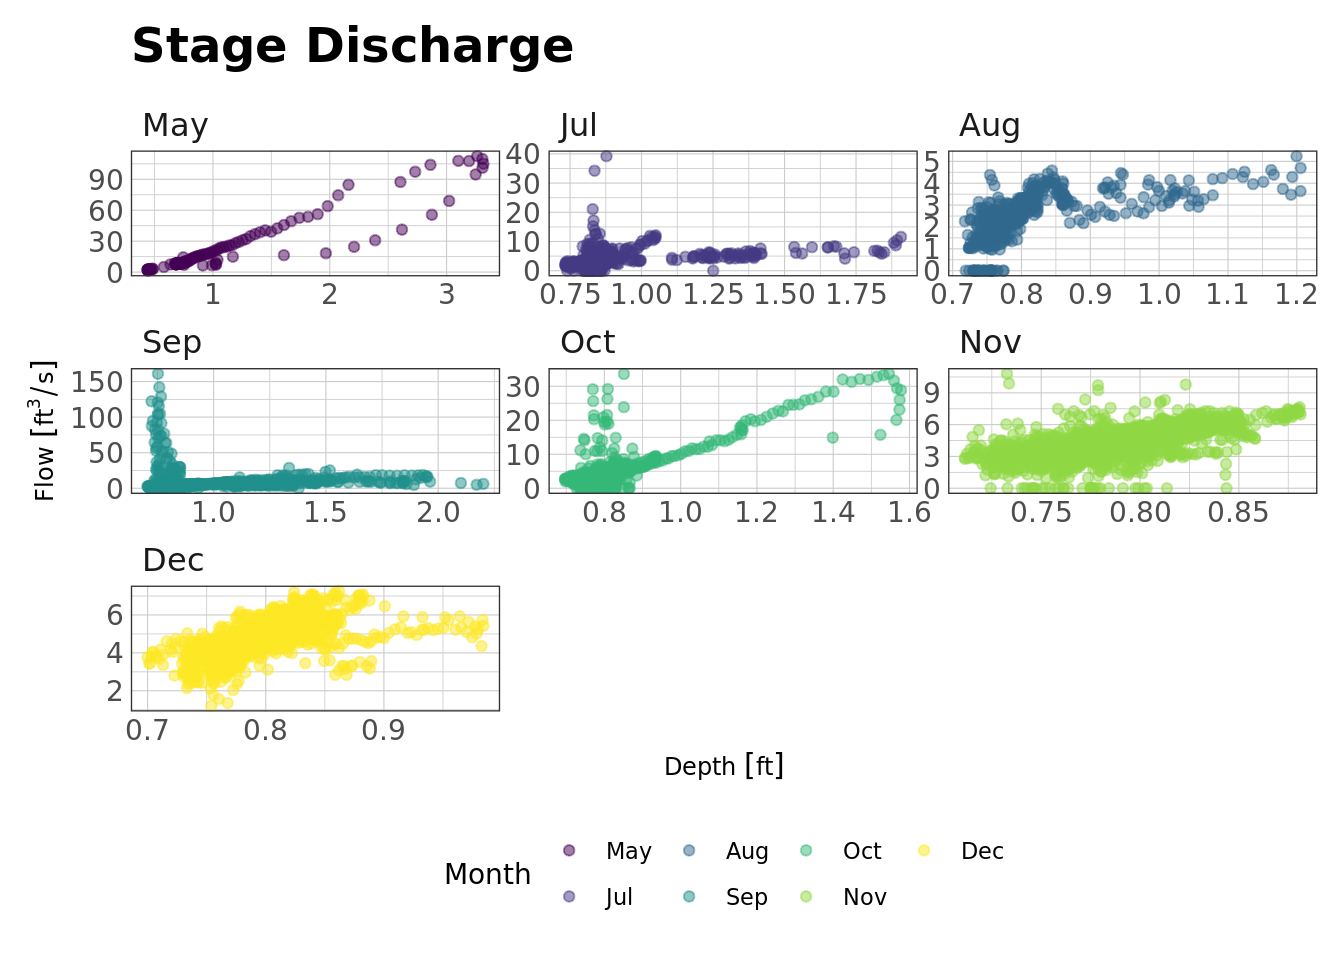 Stage Discharge
May Jul Aug
90 60 30 0
1 2 3
40 30 20 10 0
0.75 1.00 1.25 1.50 1.75
5 4 3 2 1 0
0.7 0.8 0.9 1.0 1.1 1.2
Sep Oct Nov
150 100 50 0
1.0 1.5 2.0
30 20 10 0
0.8 1.0 1.2 1.4 1.6
9 6 3 0
0.75 0.80 0.85
Flow [ft³/s]
Dec
6 4 2
0.7 0.8 0.9
Depth [ft]
Month
May Aug Oct Dec
Jul Sep Nov